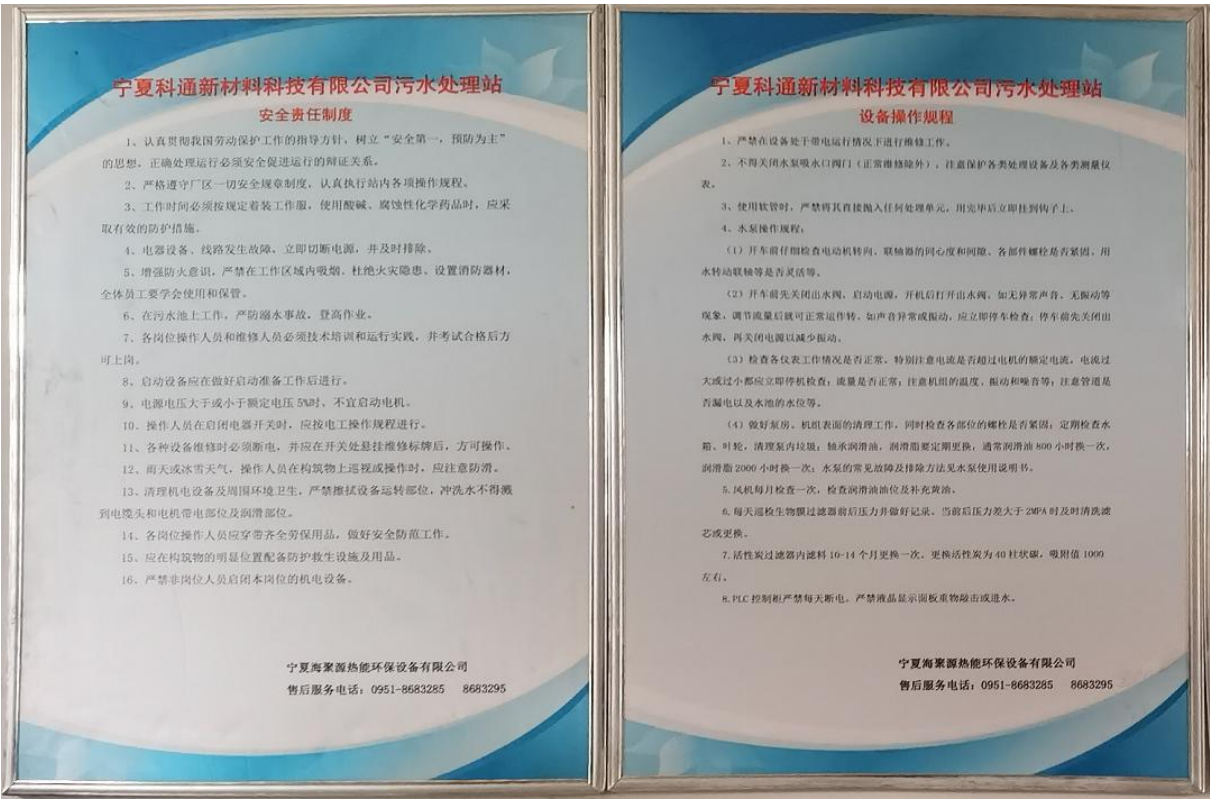 宁夏科通新材料科技有限公司污水处理站
安全责任制度
1、认真贯彻我国劳动保护工作的指导方针，树立“安全第一，预防为主”
的思想。正确处理运行必须安全促进运行的辩证关系。
2、严格遵守厂区一切安全规章制度，认真执行站内各项操作规程。
3、工作时间必须按规定着装工作服，使用酸碱、腐蚀性化学药品时，应采
取有效的防护措施。
4、电器设备、线路发生故障，立即切断电源，并及时排除。
5、增强防火意识，严禁在工作区域内吸烟、杜绝火灾隐患、设置消防器材，
全体员工要学会使用和保管。
6、在污水池上工作，严防溺水事故，登高作业。
7、各岗位操作人员和维修人员必须技术培训和运行实践，并考试合格后方
可上岗。
8、启动设备应在做好启动准备工作后进行。
9、电源电压大于或小于额定电压5%时、不宜启动电机。
10、操作人员在启闭电器开关时，应按电工操作规程进行。
11、各种设备维修时必须断电，并应在开关处悬挂维修标牌后，方可操作。
12、雨天或冰雪天气，操作人员在构筑物上巡视或操作时，应注意防滑。
13、清理机电设备及周围环境卫生，严禁擦拭设备运转部位，冲洗水不得溅
到电缆头和电机带电部位及润滑部位。
14、各岗位操作人员应穿带齐全劳保用品，做好安全防范工作。
15、应在构筑物的明显位置配备防护救生设施及用品。
16、严禁非岗位人员启闭本岗位的机电设备。
宁夏海聚源热能环保设备有限公司
售后服务电话：0951-8683285 8683295
宁夏科通新材料科技有限公司污水处理站
设备操作规程
1、严禁在设备处于带电运行情况下进行维修工作。
2、不得关闭水泵吸水口阀门（正常维修除外），注意保护各类处理设备及各类测量仪
表。
3、使用软管时，严禁将其直接抛入任何处理单元，用完毕后立即挂到钩子上。
4、水泵操作规程：
（1）开车前仔细检查电动机转向、联轴器的同心度和间隙、各部件螺栓是否紧固、用
水转动联轴等是否灵活等。
（2）开车前先关闭出水阀、启动电源，开机后打开出水阀、如无异常声音、无振动等
现象，调节流量后就可正常运作转。如声音异常或振动，应立即停车检查；停车前先关闭出
水阀，再关闭电源以减少振动。
（3）检查各仪表工作情况是否正常，特别注意电流是否超过电机的额定电流，电流过
大或过小都应立即停机检查；流量是否正常；注意机组的温度、振动和噪音等；注意管道是
否漏电以及水池的水位等。
（4）做好泵房、机组表面的清理工作，同时检查各部位的螺栓是否紧固；定期检查水
箱、叶轮，清理泵内垃圾；轴承润滑油，润滑脂要定期更换，通常润滑油800小时换一次，
润滑脂2000小时换一次；水泵的常见故障及排除方法见水泵使用说明书。
5.风机每月检查一次，检查润滑油油位及补充黄油。
6.每天巡检生物膜过滤器前后压力并做好记录。当前后压力差大于2MPA时及时清洗滤
芯或更换。
7.活性炭过滤器内滤料10-14个月更换一次。更换活性炭为40柱状碳，吸附值1000
左右。
8.PLC控制柜严禁每天断电。严禁液晶显示面板重物敲击或进水。
宁夏海聚源热能环保设备有限公司
售后服务电话：0951-8683285 8683295